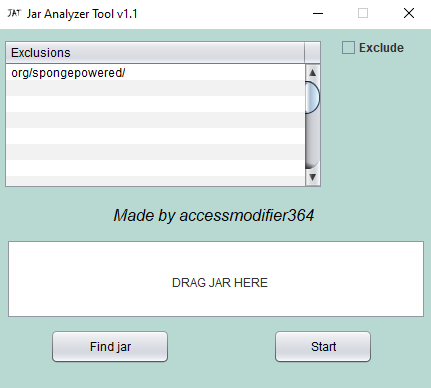 JAT Jar Analyzer Tool v1.1
Exclusions
Exclude
org/spongepowered/
Made by accessmodifier364
DRAG JAR HERE
Find jar
Start